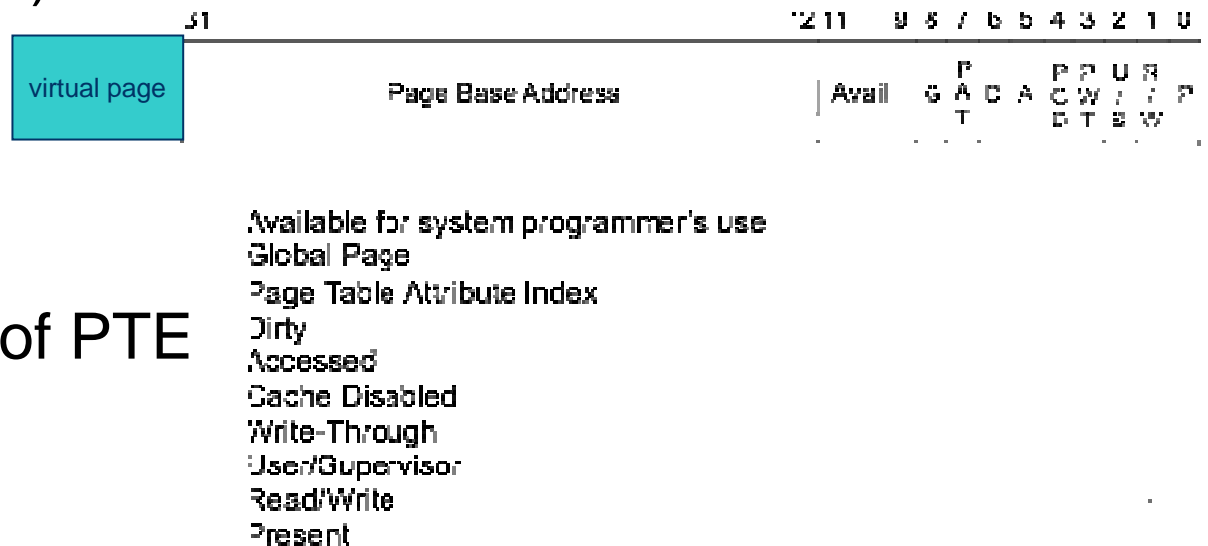 31 12 11 9 8 7 6 5 4 3 2 1 0
virtual page
Page Base Address
Avail
G
P A T
D
A
P C D
P W T
U / S
R / W
P
Available for system programmer's use
Global Page
Page Table Attribute Index
of PTE
Dirty
Accessed
Cache Disabled
Write-Through
User/Supervisor
Read/Write
Present